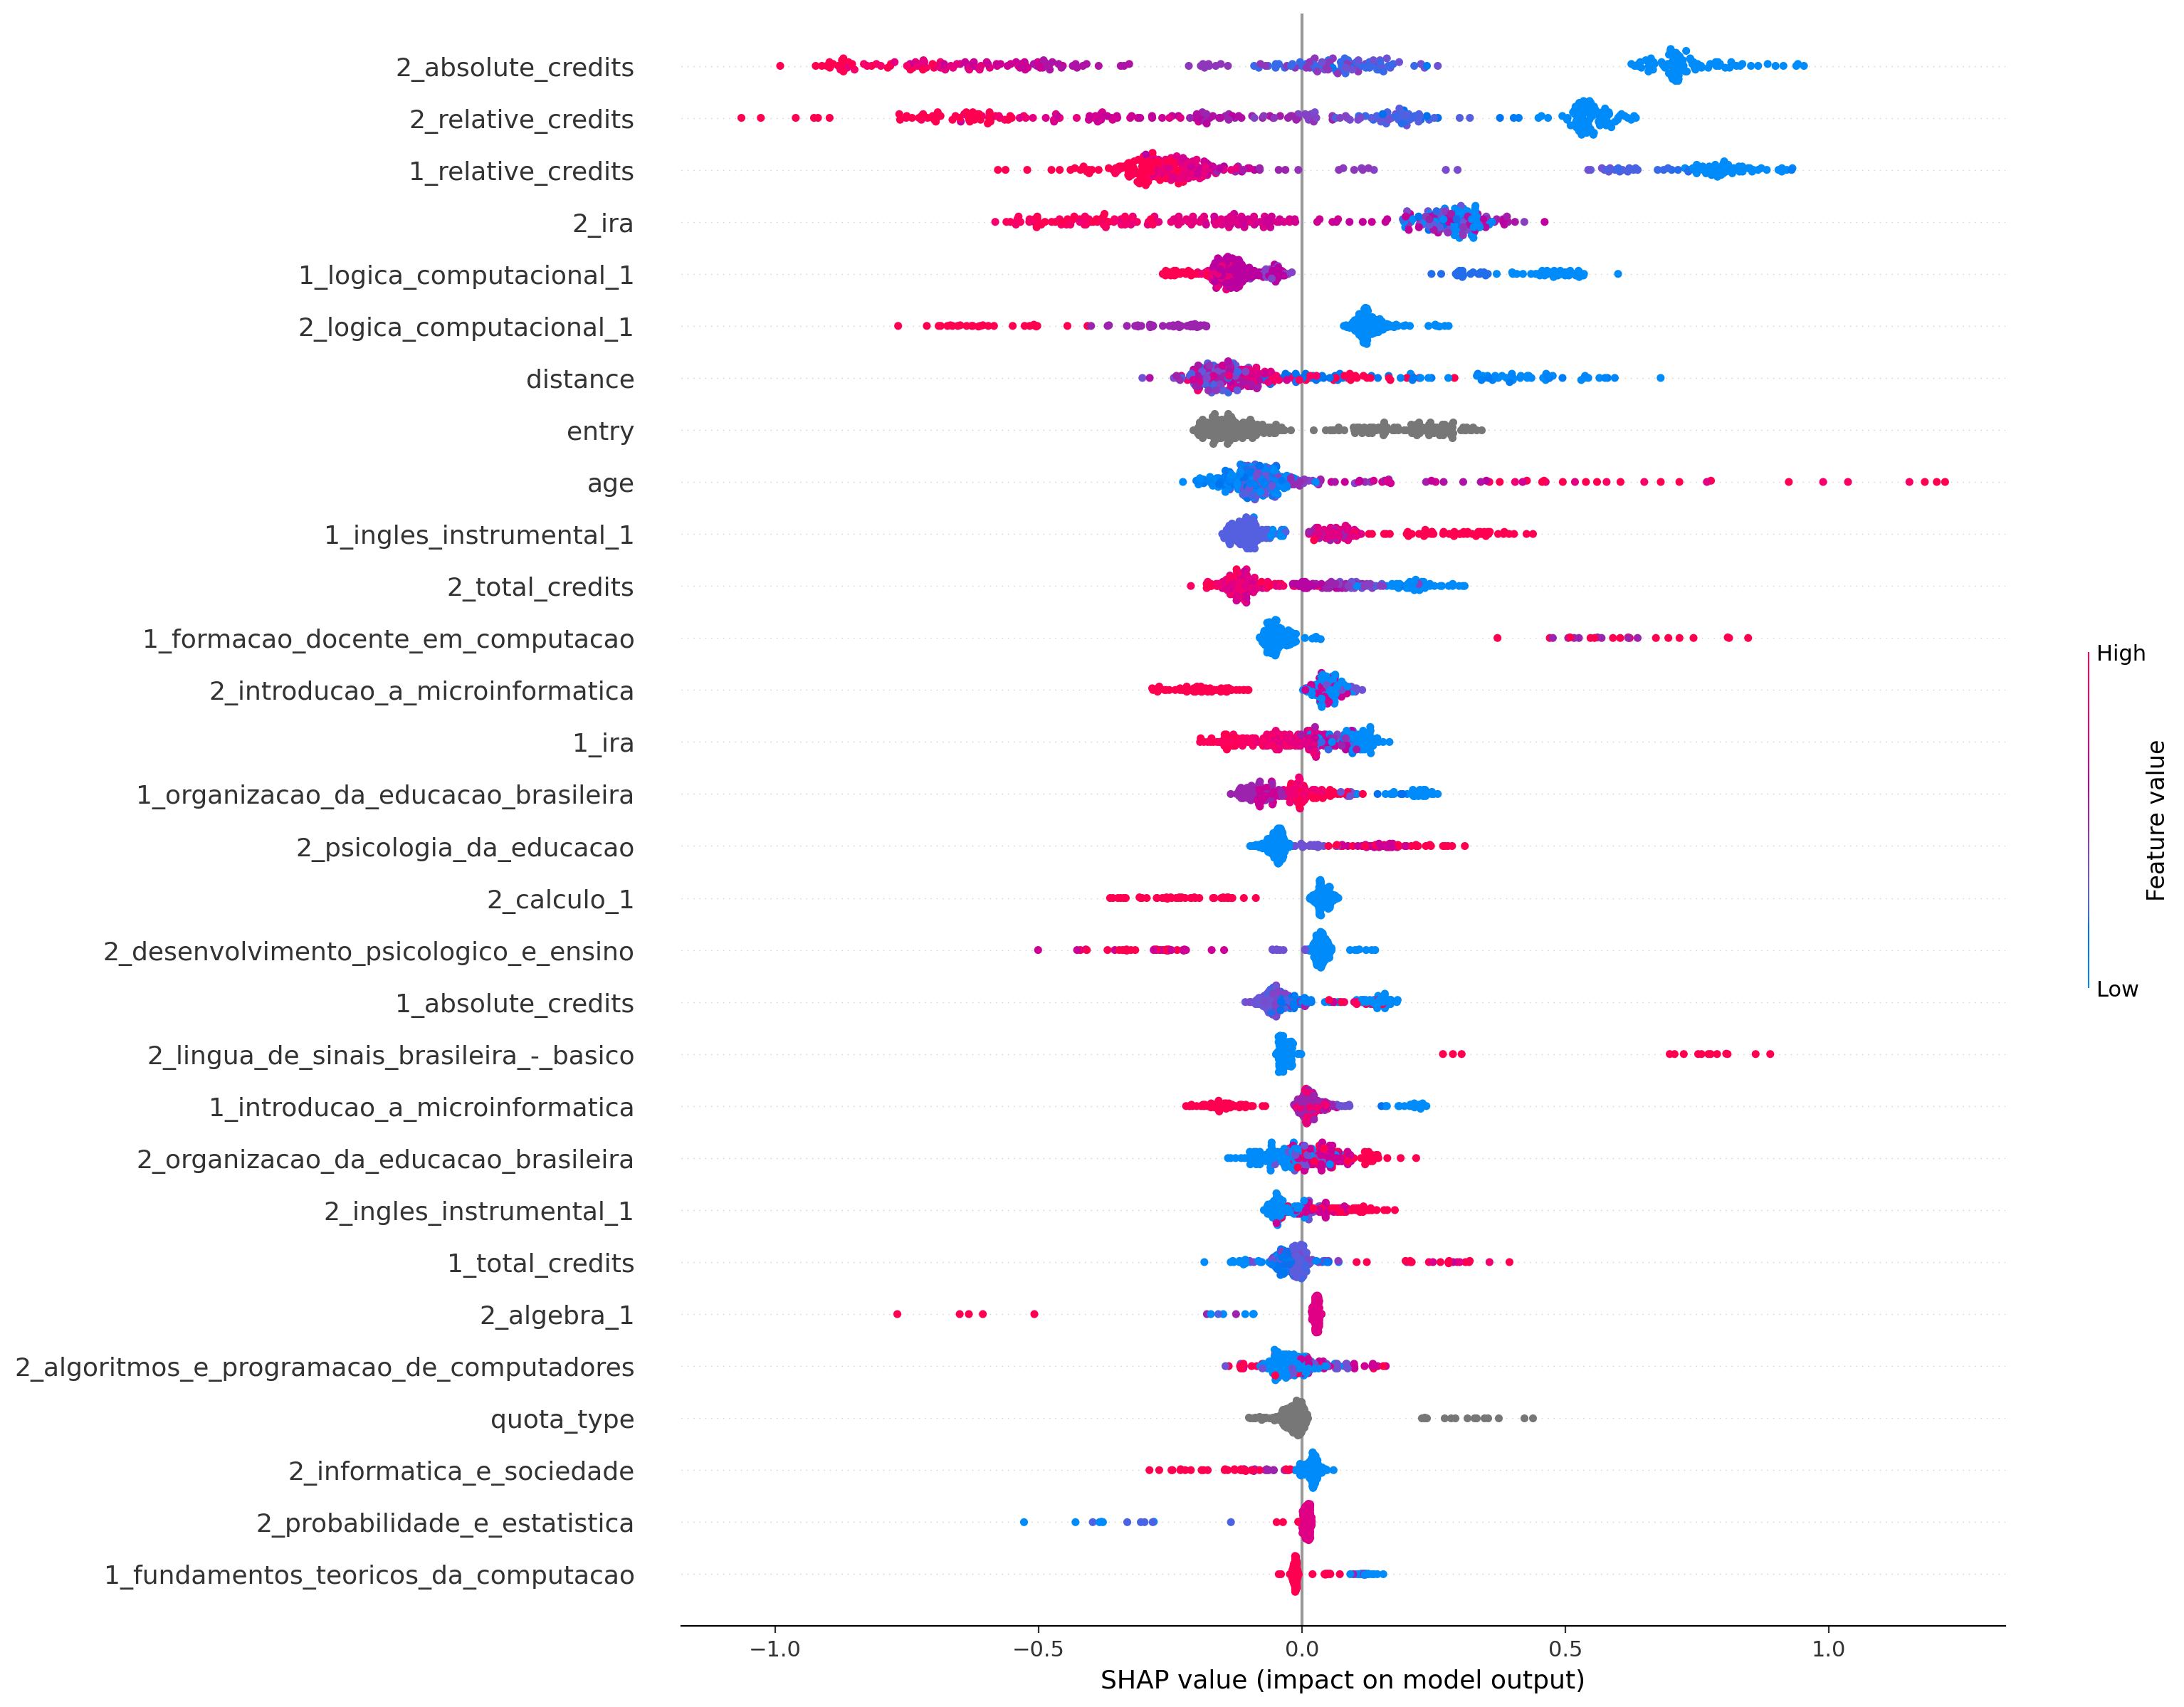 2_absolute_credits
2_relative_credits
1_relative_credits
2_ira
1_logica_computacional_1
2_logica_computacional_1
distance
entry
age
1_ingles_instrumental_1
2_total_credits
1_formacao_docente_em_computacao
2_introducao_a_microinformatica
1_ira
1_organizacao_da_educacao_brasileira
2_psicologia_da_educacao
2_calculo_1
2_desenvolvimento_psicologico_e_ensino
1_absolute_credits
2_lingua_de_sinais_brasileira_-_basico
1_introducao_a_microinformatica
2_organizacao_da_educacao_brasileira
2_ingles_instrumental_1
1_total_credits
2_algebra_1
2_algoritmos_e_programacao_de_computadores
quota_type
2_informatica_e_sociedade
2_probabilidade_e_estatistica
1_fundamentos_teoricos_da_computacao
−1.0 −0.5 0.0 0.5 1.0
SHAP value (impact on model output)
High
Feature value
Low